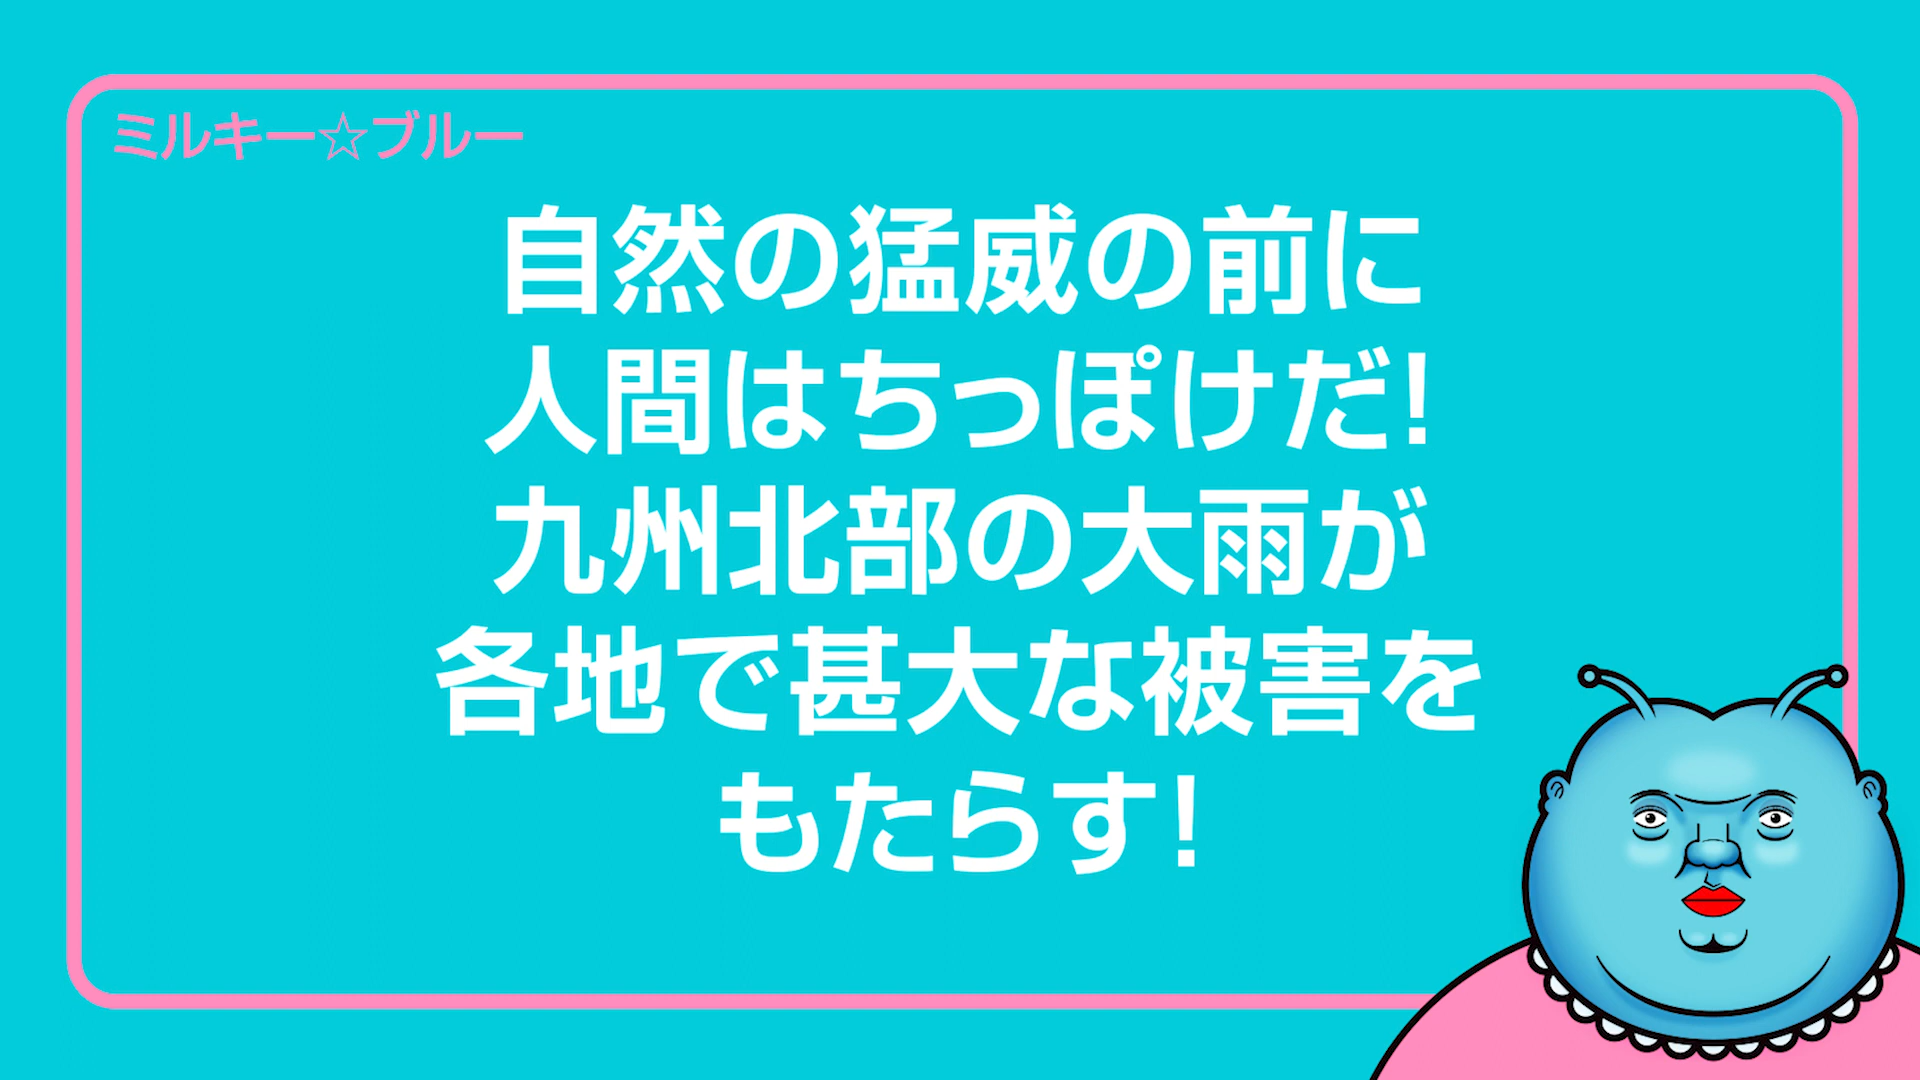 ミルキー☆ブルー
自然の猛威の前に
人間はちっぽけだ!
九州北部の大雨が
各地で甚大な被害を
もたらす!